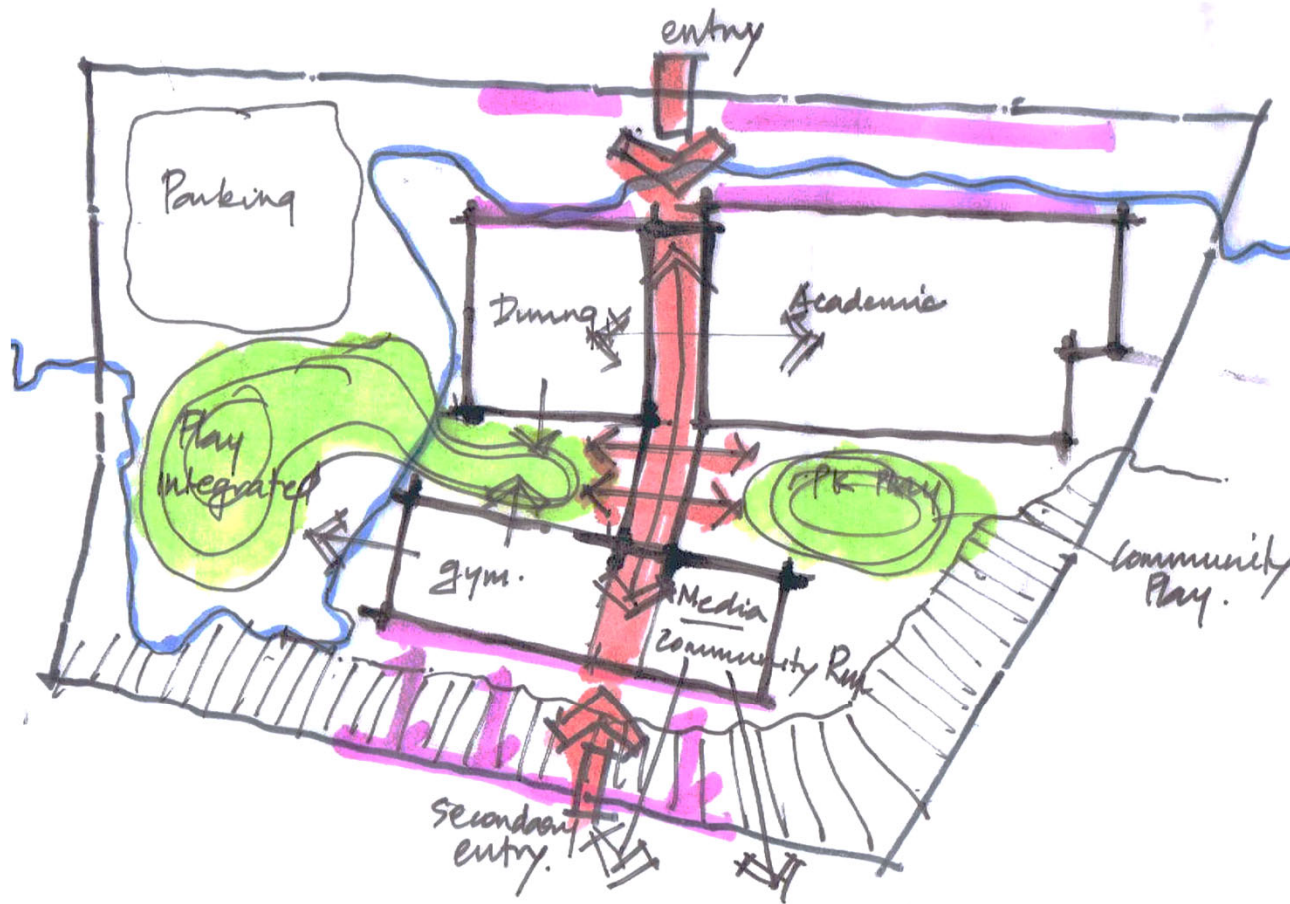 entry
Parking
Dining
Academic
Play
integrated
PK Play
gym.
Media
community Rm.
community
Play.
secondary
entry.